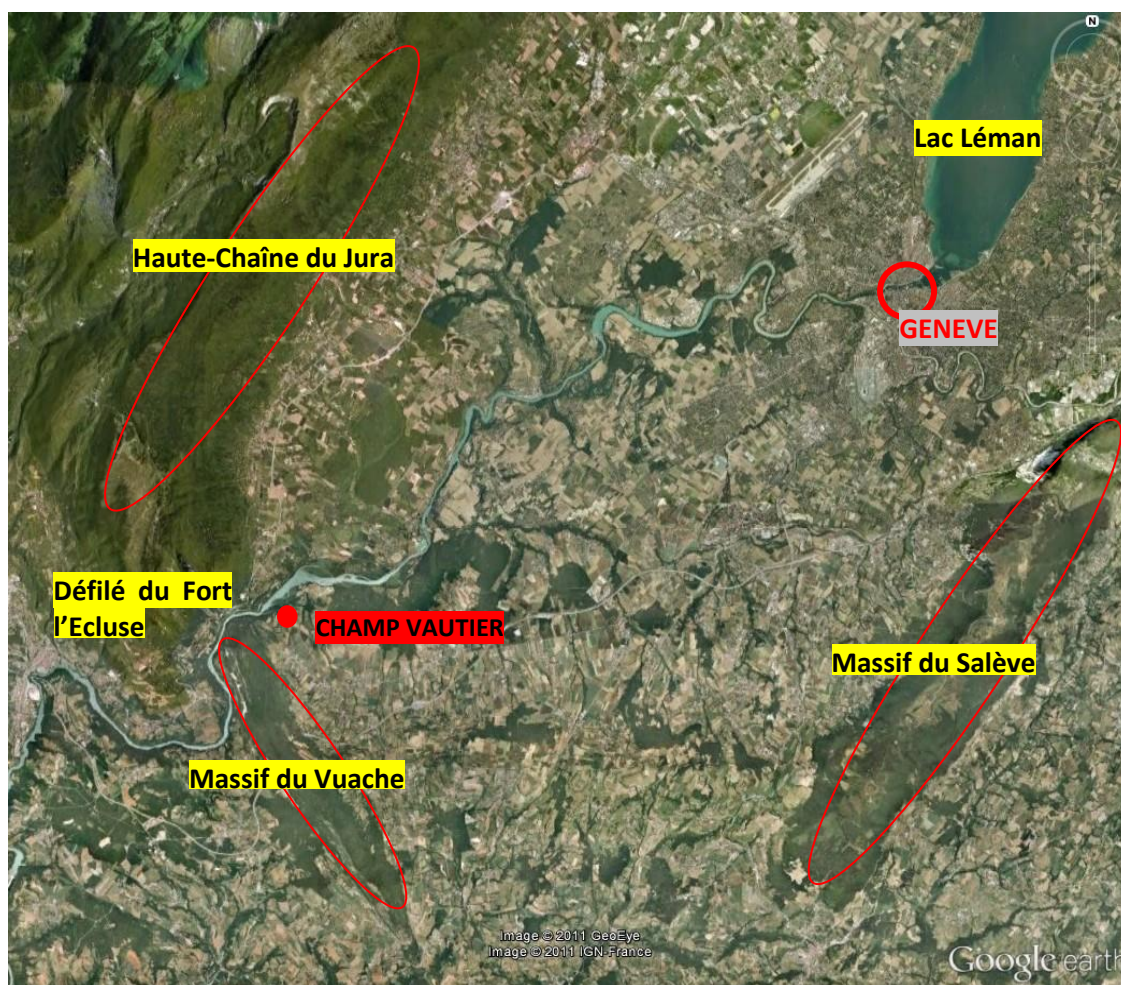 N
Lac Léman
Haute-Chaîne du Jura
GENEVE
Défilé du Fort
l'Ecluse
CHAMP VAUTIER
Massif du Salève
Massif du Vuache
Image © 2011 GeoEye
Image © 2011 IGN-France
Google earth